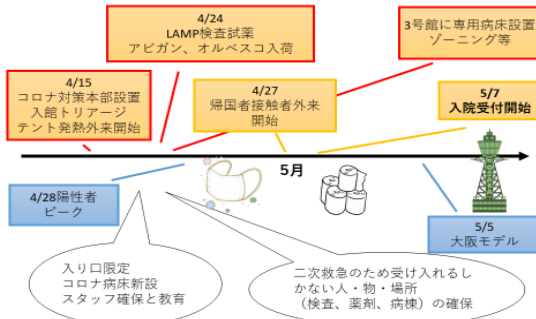 4/24
LAMP検査試薬
アビガン、オルベスコ入荷
3号館に専用病床設置
ゾーニング等
4/15
コロナ対策本部設置
入館トリアージ
テント発熱外来開始
4/27
帰国者接触者外来
開始
5/7
入院受付開始
5月
4/28陽性者
ピーク
5/5
大阪モデル
入り口限定
コロナ病床新設
スタッフ確保と教育
二次救急のため受け入れるし
かない人・物・場所
（検査、薬剤、病棟）の確保